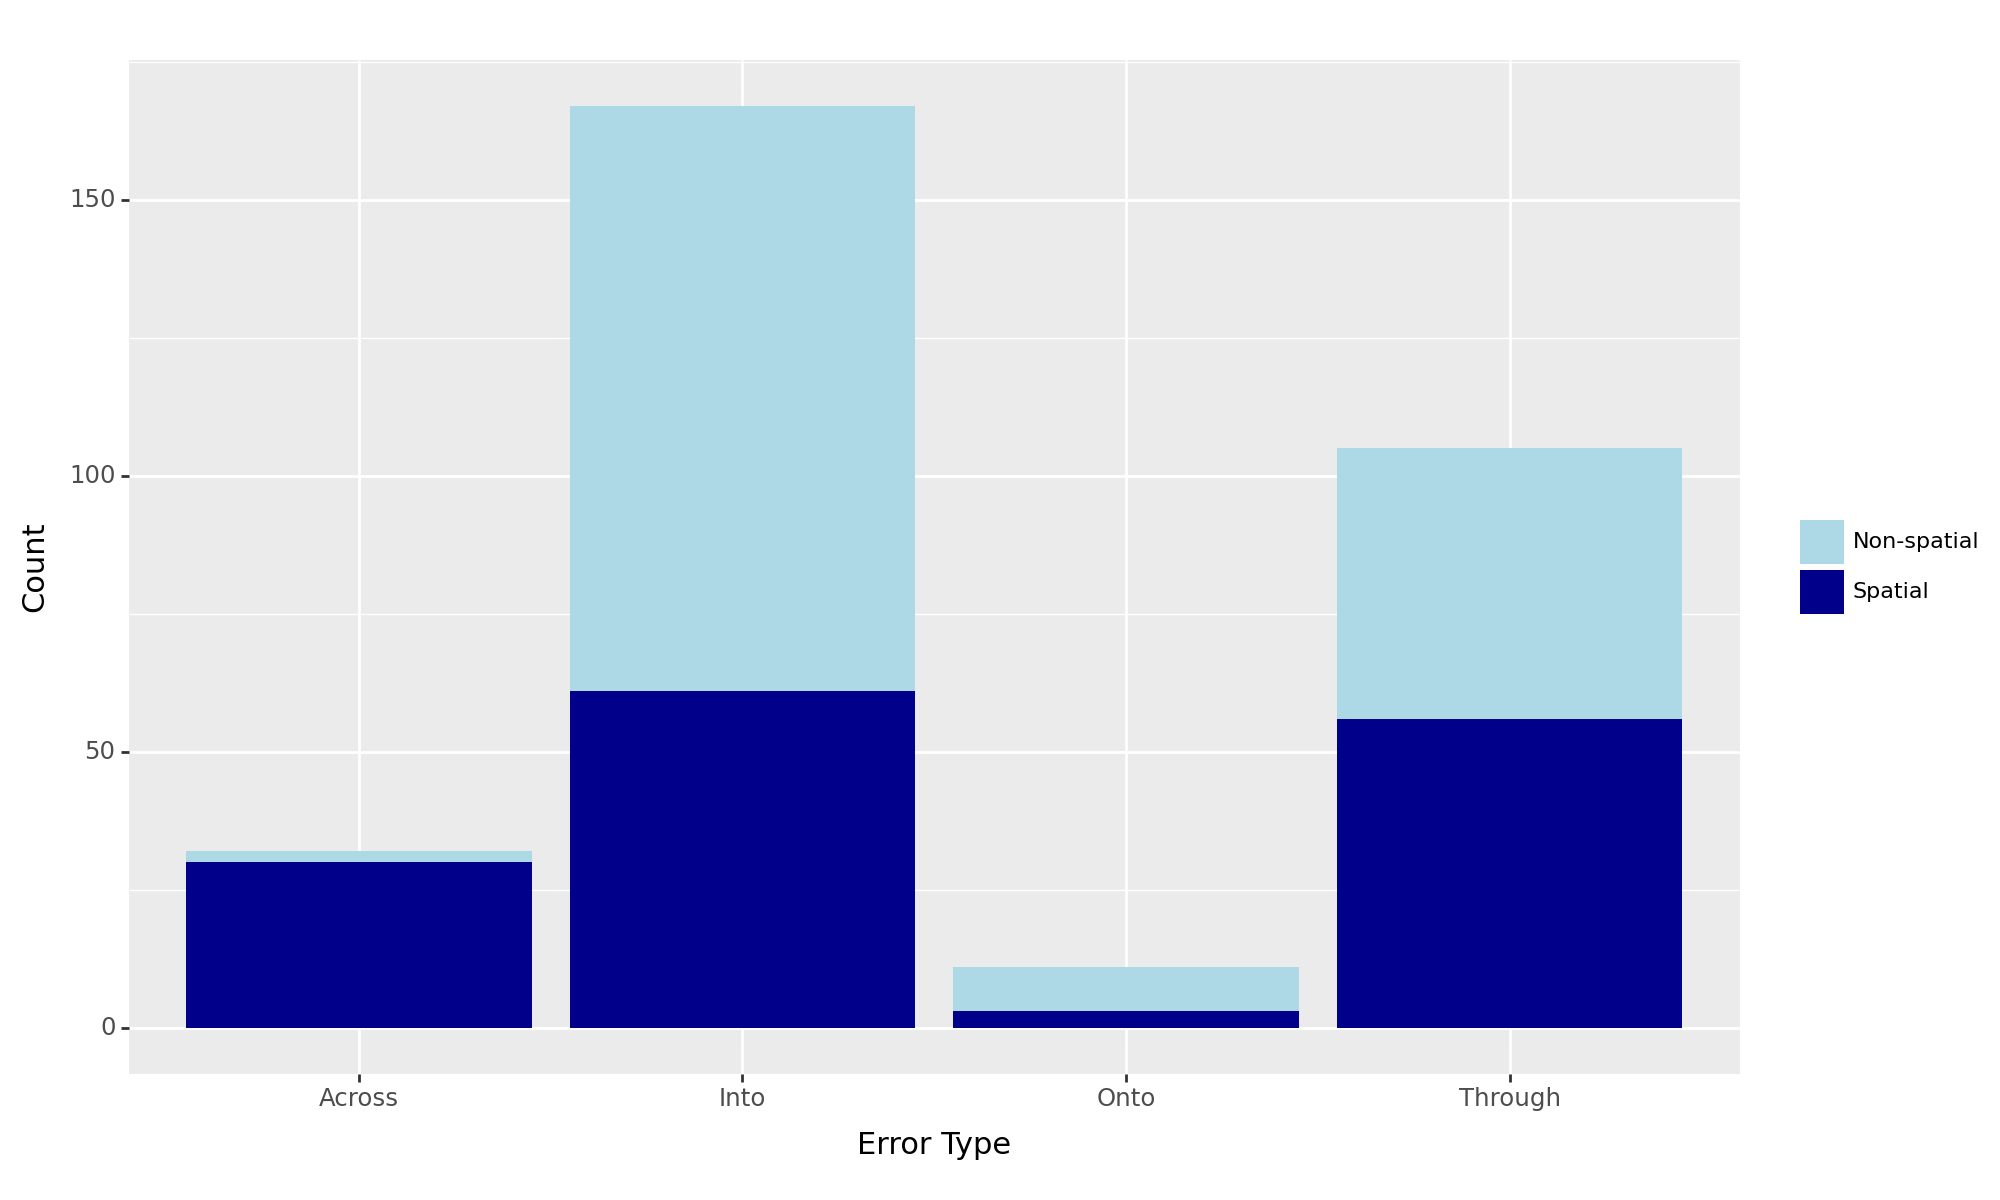 150
100
50
0
Count
Across
Into
Onto
Through
Error Type
Non-spatial
Spatial